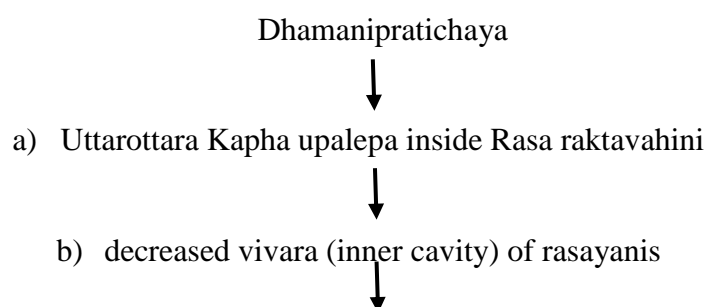 Dhamanipratichaya
a) Uttarottara Kapha upalepa inside Rasa raktavahini
b) decreased vivara (inner cavity) of rasayanis